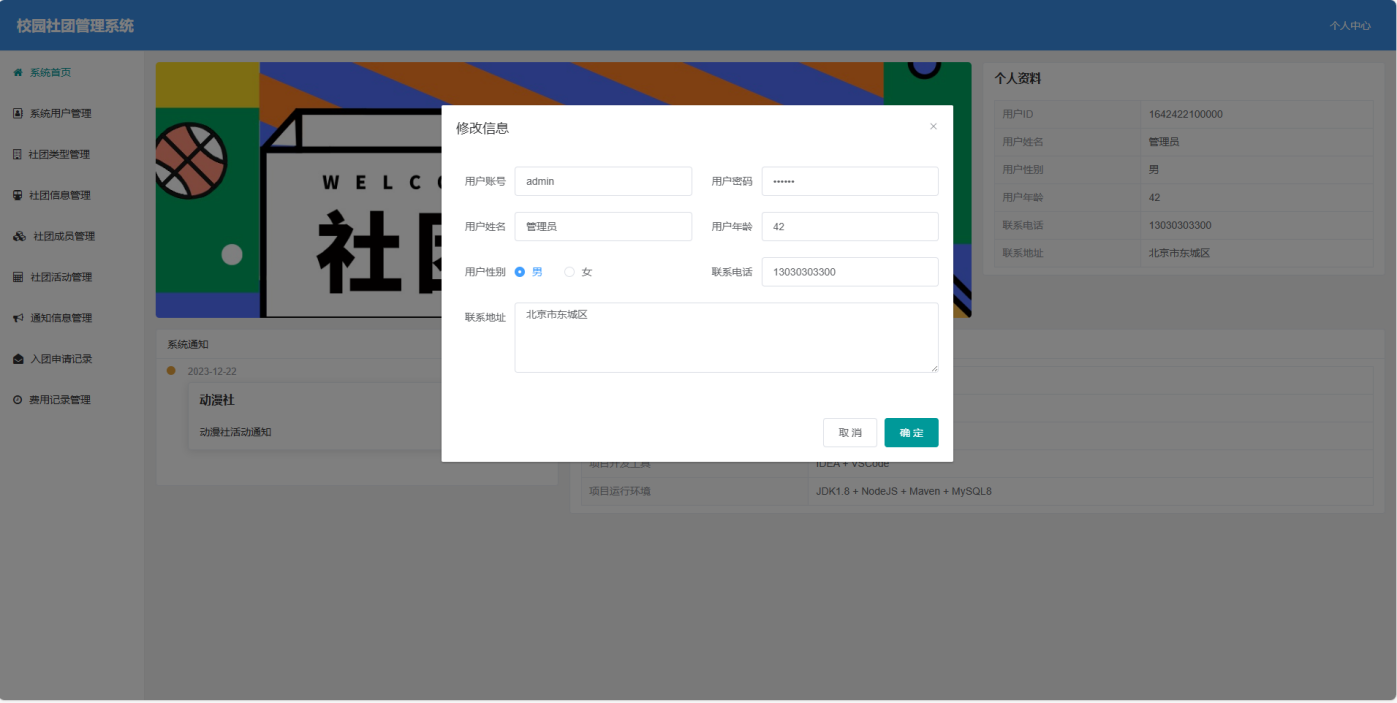 校园社团管理系统
个人中心
系统首页
系统用户管理
社团类型管理
社团信息管理
社团成员管理
社团活动管理
通知信息管理
入团申请记录
费用记录管理
WELCO
社团
个人资料
用户ID 1642422100000
用户姓名 管理员
用户性别 男
用户年龄 42
联系电话 13030303300
联系地址 北京市东城区
修改信息
用户账号 admin 用户密码 ••••••
用户姓名 管理员 用户年龄 42
用户性别 男 女 联系电话 13030303300
联系地址 北京市东城区
取消 确定
系统通知
2023-12-22
动漫社
动漫社活动通知
项目开发工具 IDEA + VSCode
项目运行环境 JDK1.8 + NodeJS + Maven + MySQL8